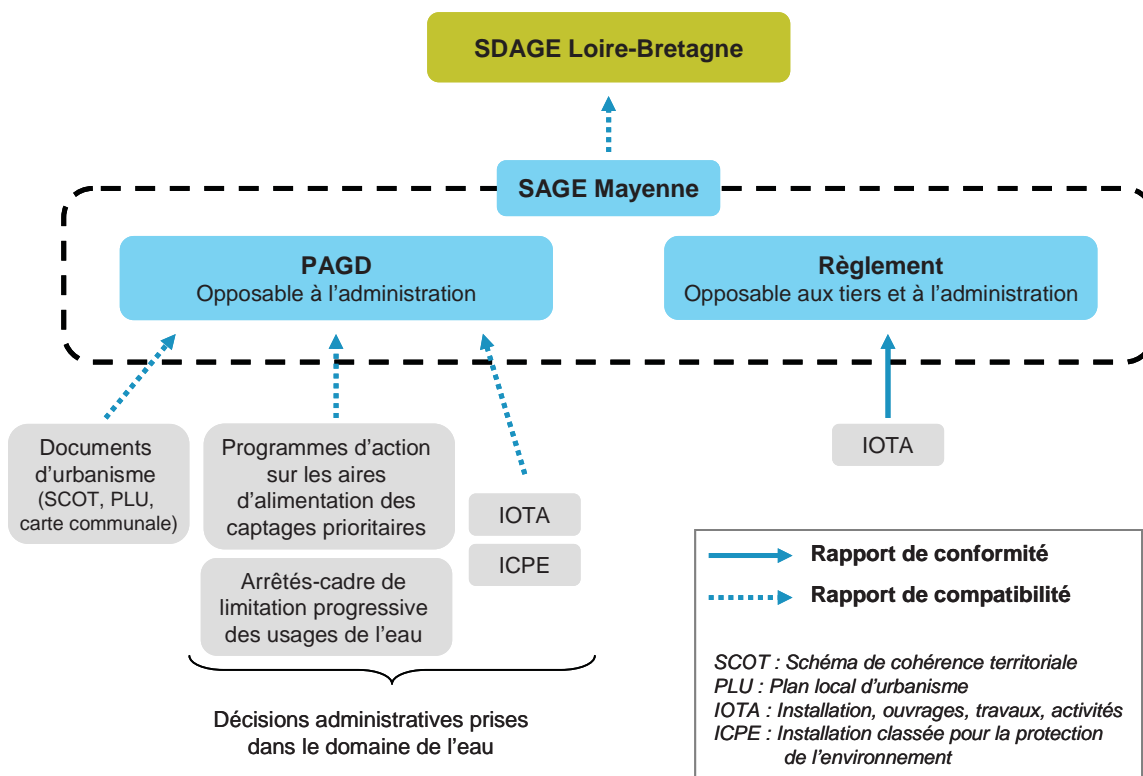 SDAGE Loire-Bretagne
SAGE Mayenne
PAGD
Opposable à l’administration
Règlement
Opposable aux tiers et à l’administration
Documents
d’urbanisme
(SCOT, PLU,
carte communale)
Programmes d’action
sur les aires
d’alimentation des
captages prioritaires
Arrêtés-cadre de
limitation progressive
des usages de l’eau
IOTA
ICPE
IOTA
Décisions administratives prises
dans le domaine de l’eau
Rapport de conformité
Rapport de compatibilité
SCOT : Schéma de cohérence territoriale
PLU : Plan local d’urbanisme
IOTA : Installation, ouvrages, travaux, activités
ICPE : Installation classée pour la protection
de l’environnement